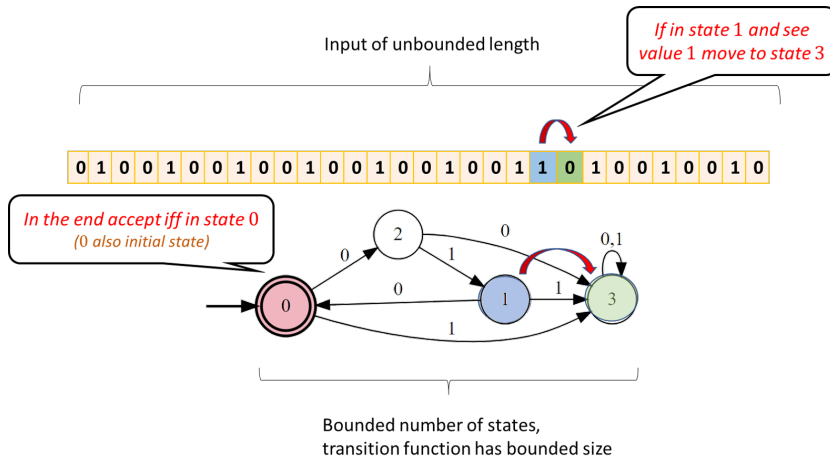 Input of unbounded length
If in state 1 and see
value 1 move to state 3
0 1 0 0 1 0 0 1 0 0 1 0 0 1 0 0 1 0 0 1 1 0 1 0 0 1 0 0 1 0
In the end accept iff in state 0
(0 also initial state)
0
2
0
0,1
1
0
0
1
1
3
1
Bounded number of states,
transition function has bounded size